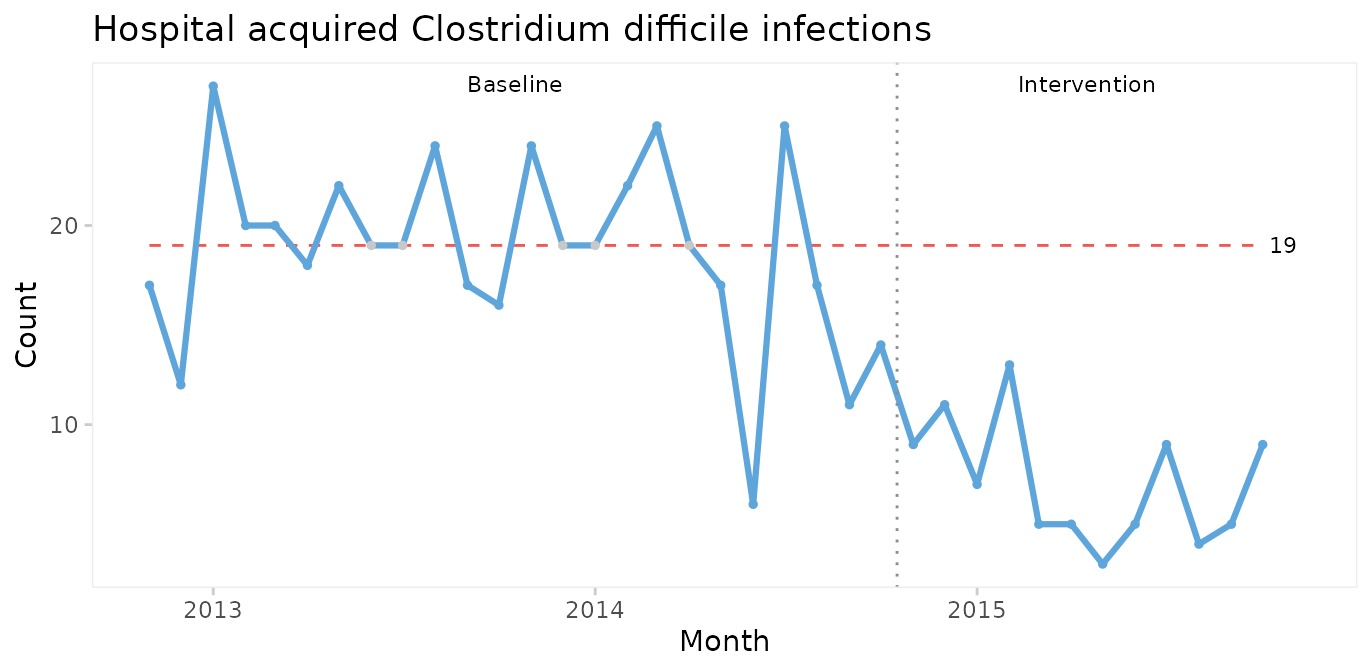 Hospital acquired Clostridium difficile infections
Baseline
Intervention
20
19
10
Count
2013
2014
2015
Month